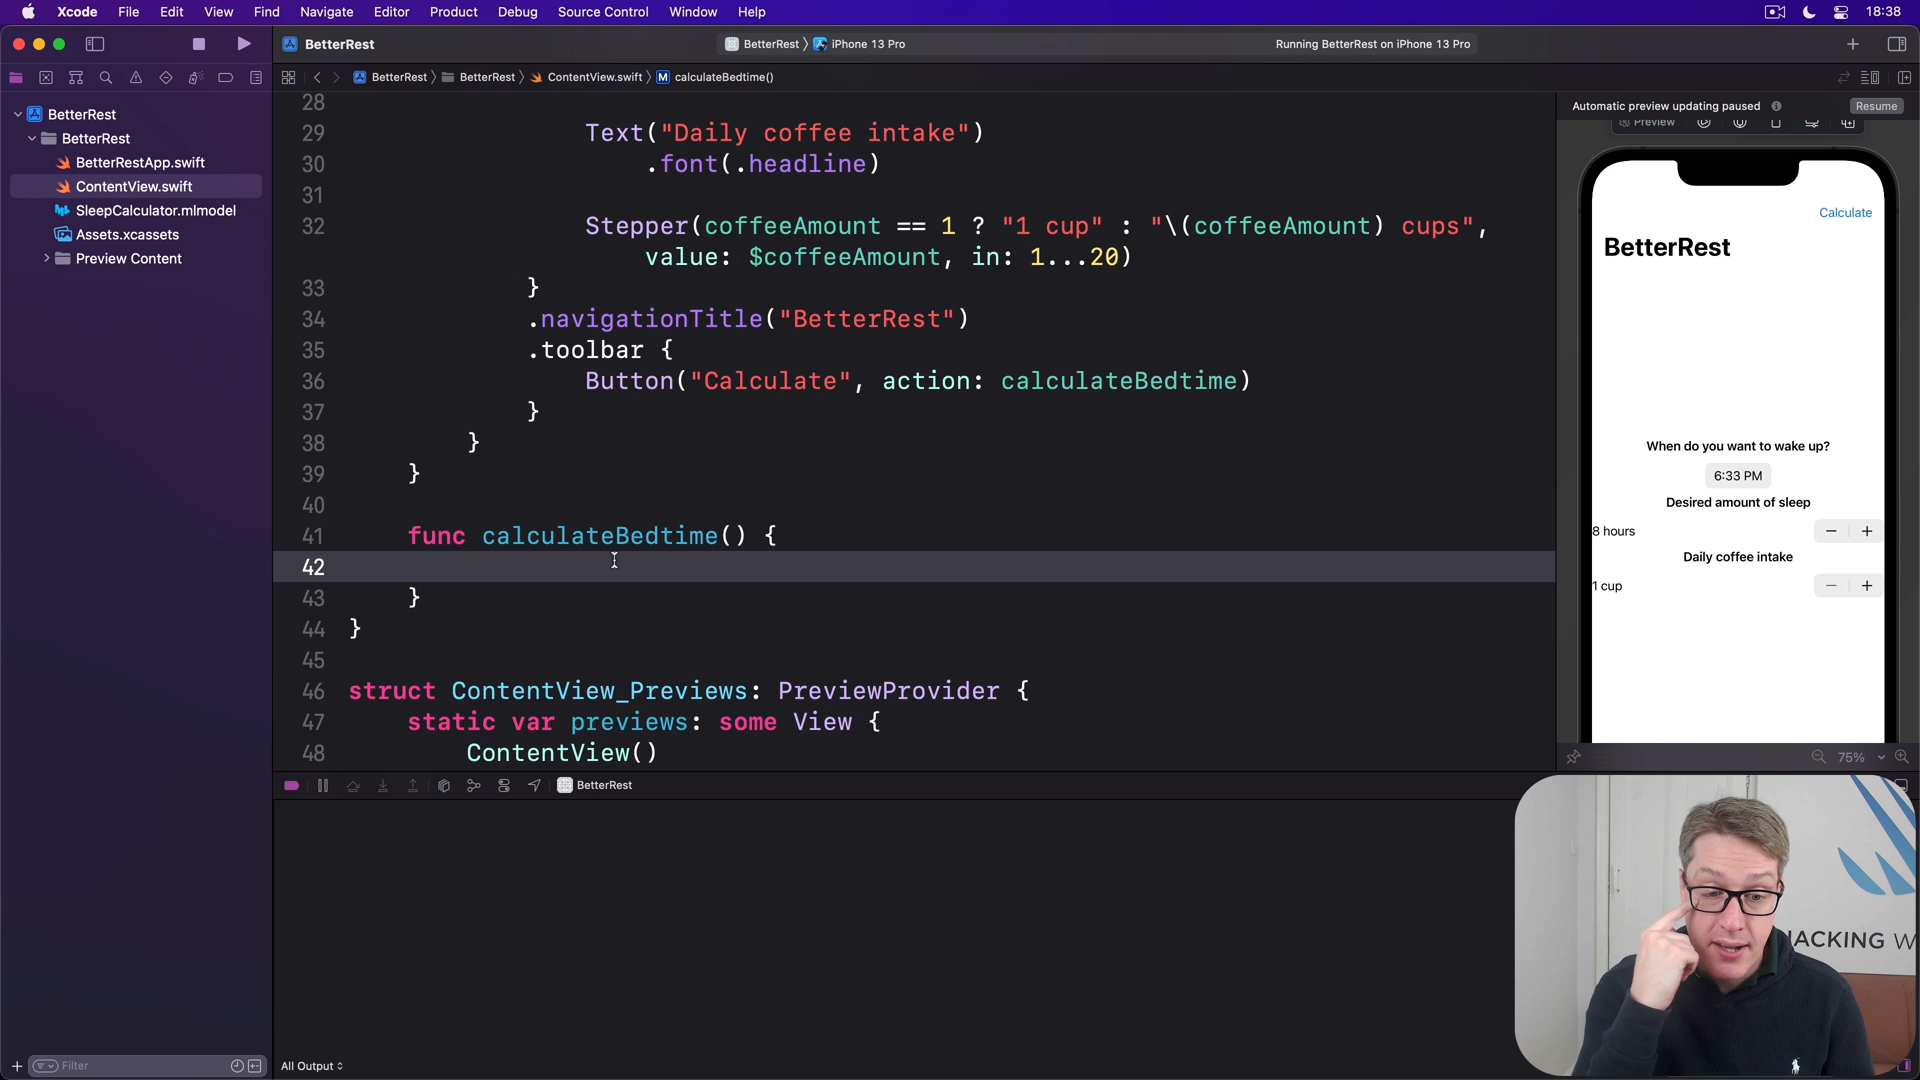 Xcode File Edit View Find Navigate Editor Product Debug Source Control Window Help 18:38
BetterRest BetterRest iPhone 13 Pro Running BetterRest on iPhone 13 Pro
BetterRest BetterRest ContentView.swift M calculateBedtime()
BetterRest
BetterRest
BetterRestApp.swift
ContentView.swift
SleepCalculator.mlmodel
Assets.xcassets
Preview Content
Filter
28
29 Text("Daily coffee intake")
30 .font(.headline)
31
32 Stepper(coffeeAmount == 1 ? "1 cup" : "\(coffeeAmount) cups",
value: $coffeeAmount, in: 1...20)
33 }
34 .navigationTitle("BetterRest")
35 .toolbar {
36 Button("Calculate", action: calculateBedtime)
37 }
38 }
39 }
40
41 func calculateBedtime() {
42
43 }
44 }
45
46 struct ContentView_Previews: PreviewProvider {
47 static var previews: some View {
48 ContentView()
BetterRest
All Output
Automatic preview updating paused Resume
Preview
Calculate
BetterRest
When do you want to wake up?
6:33 PM
Desired amount of sleep
8 hours − +
Daily coffee intake
1 cup − +
75%
HACKING W